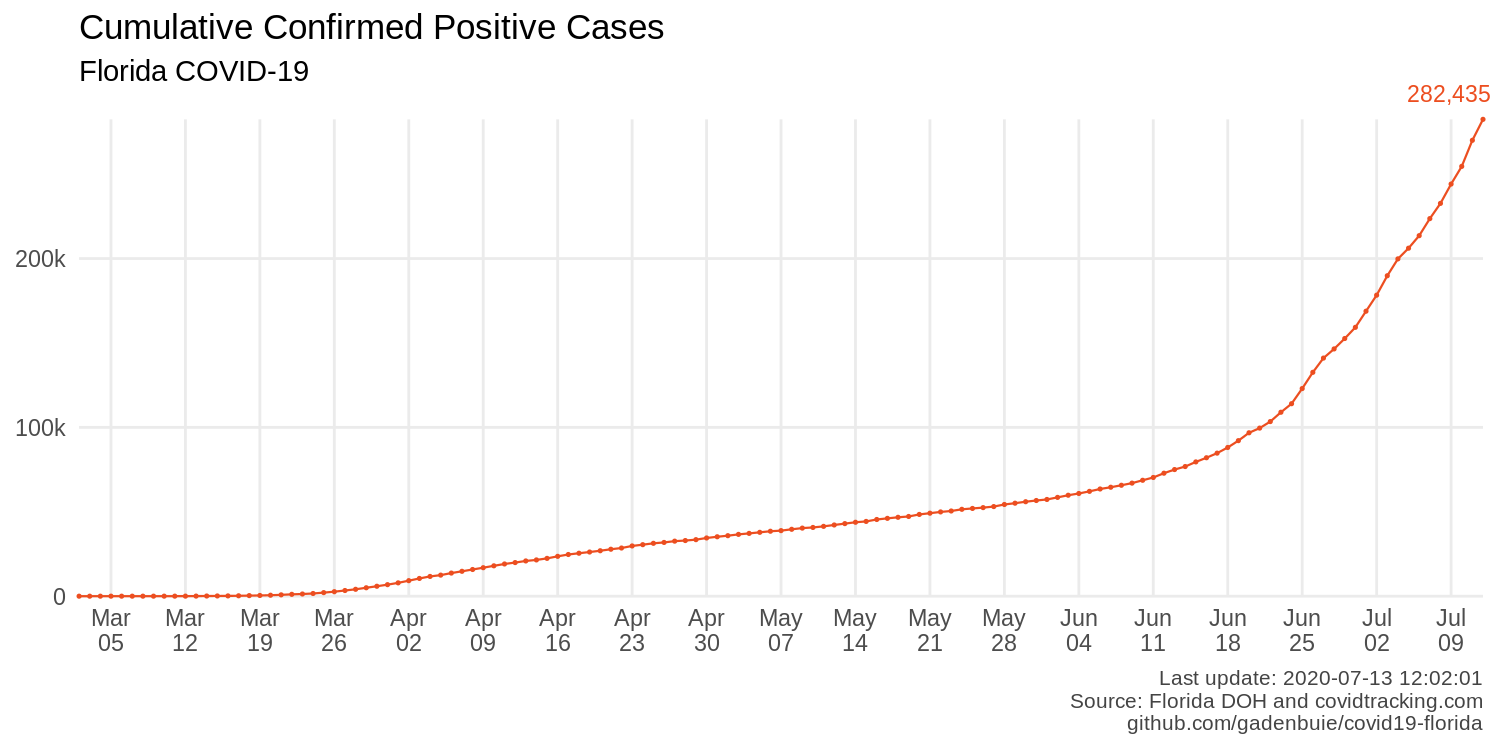 Cumulative Confirmed Positive Cases
Florida COVID-19
282,435
200k
100k
0
Mar Mar Mar Mar Apr Apr Apr Apr Apr May May May May Jun Jun Jun Jun Jul Jul
05 12 19 26 02 09 16 23 30 07 14 21 28 04 11 18 25 02 09
Last update: 2020-07-13 12:02:01
Source: Florida DOH and covidtracking.com
github.com/gadenbuie/covid19-florida